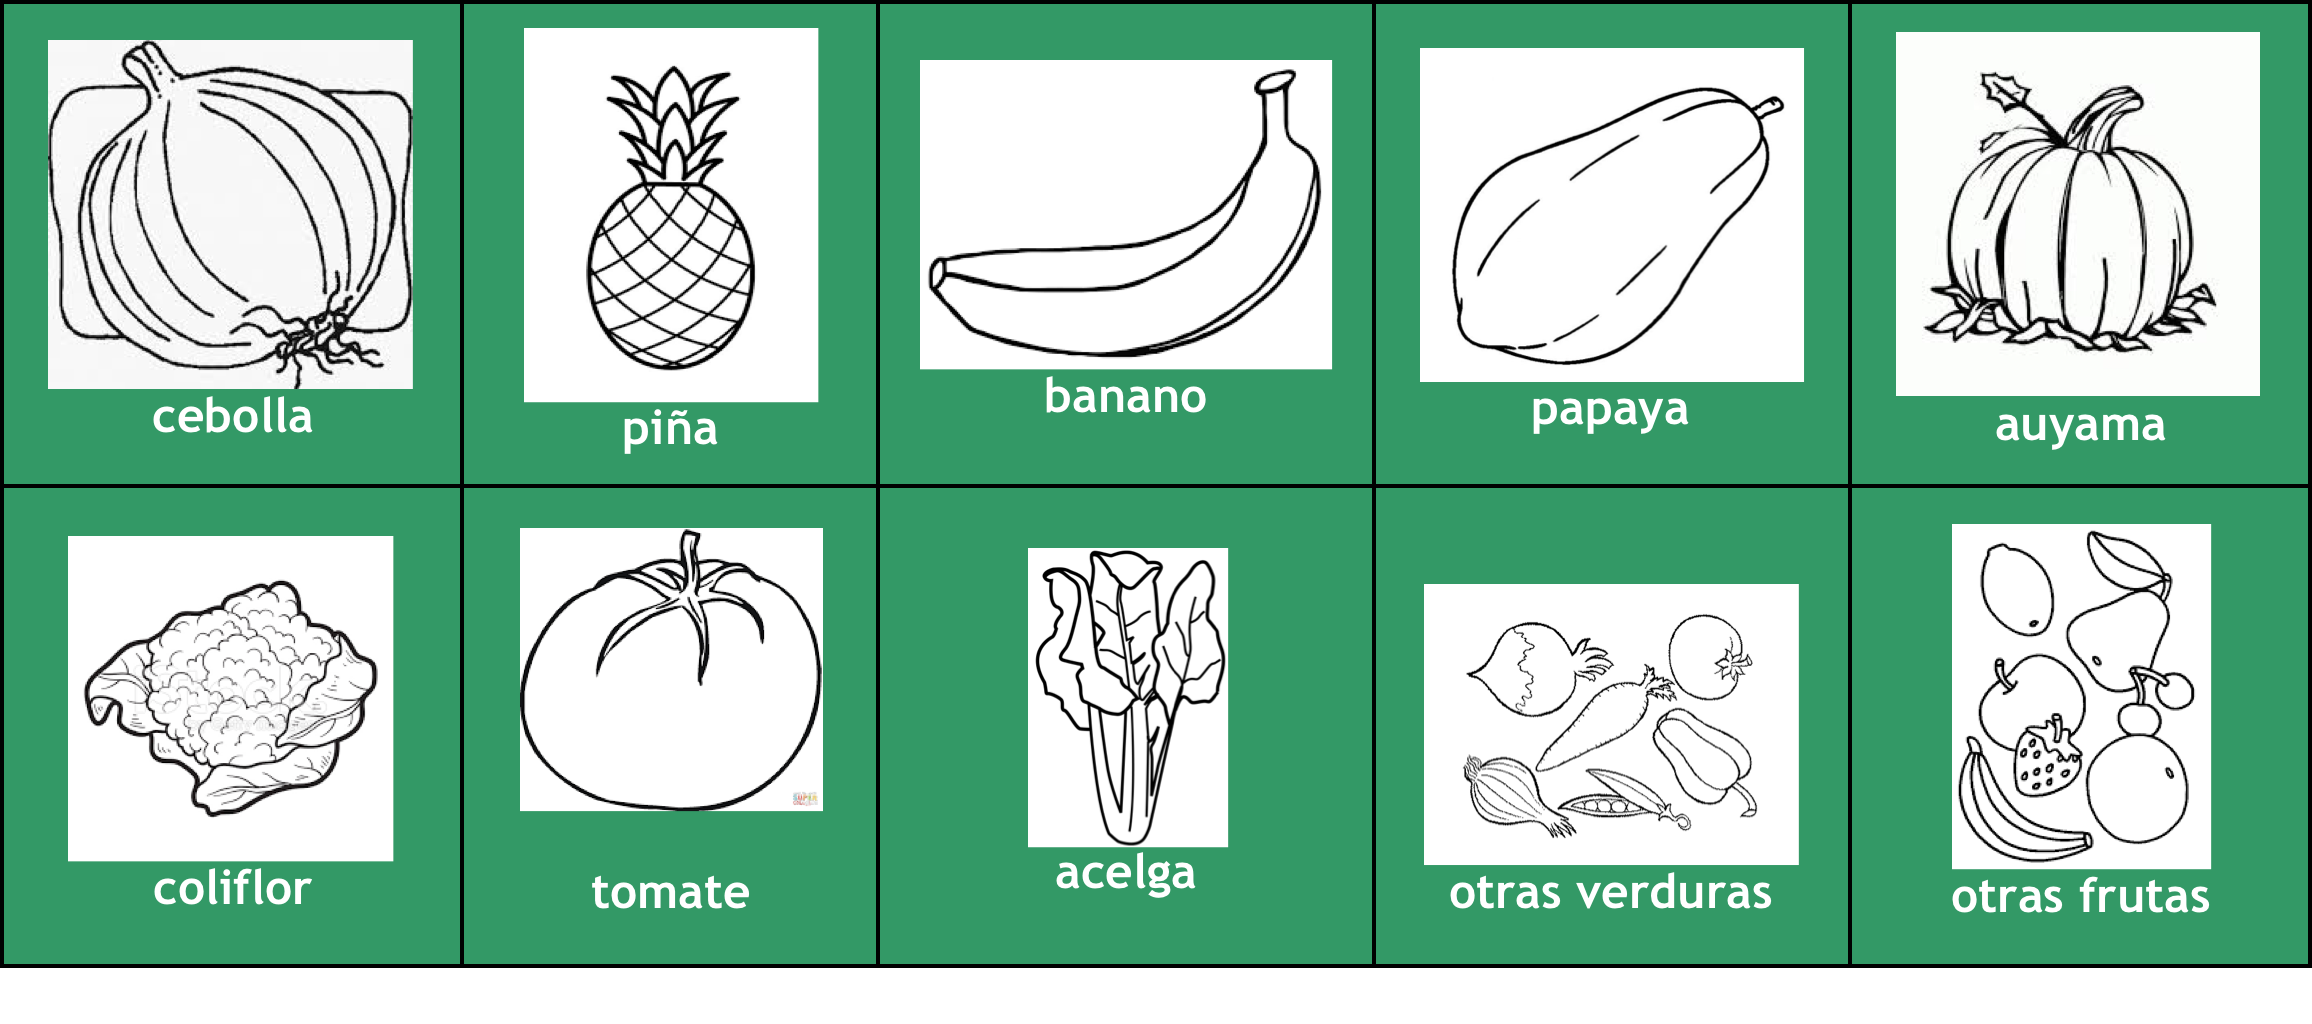 cebolla
piña
banano
papaya
auyama
coliflor
tomate
acelga
otras verduras
otras frutas